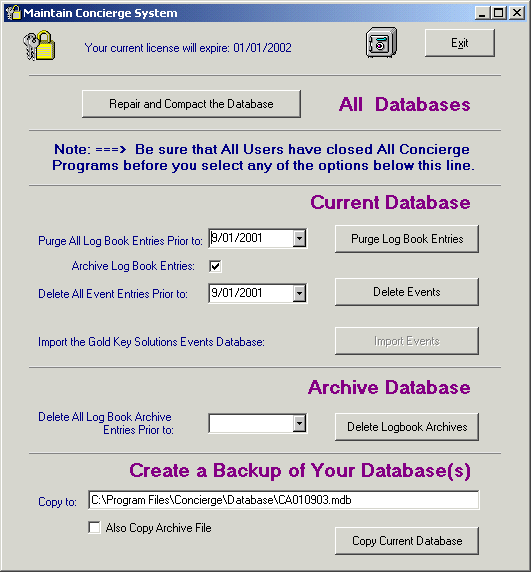 Maintain Concierge System
Your current license will expire: 01/01/2002
Exit
Repair and Compact the Database
All Databases
Note: ===> Be sure that All Users have closed All Concierge
Programs before you select any of the options below this line.
Current Database
Purge All Log Book Entries Prior to:
9/01/2001
Purge Log Book Entries
Archive Log Book Entries:
Delete All Event Entries Prior to:
9/01/2001
Delete Events
Import the Gold Key Solutions Events Database:
Import Events
Archive Database
Delete All Log Book Archive
Entries Prior to:
Delete Logbook Archives
Create a Backup of Your Database(s)
Copy to:
C:\Program Files\Concierge\Database\CA010903.mdb
Also Copy Archive File
Copy Current Database